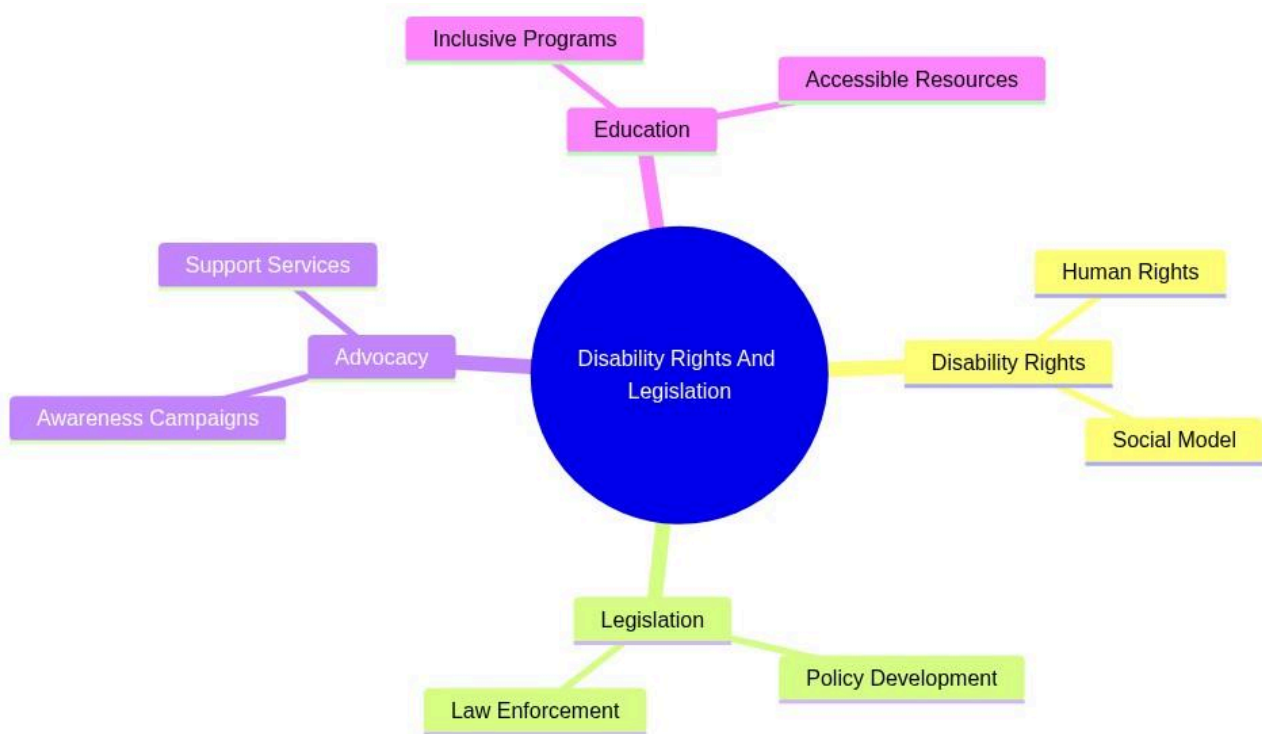 Inclusive Programs
Accessible Resources
Education
Support Services
Human Rights
Advocacy
Disability Rights And
Legislation
Disability Rights
Awareness Campaigns
Social Model
Legislation
Policy Development
Law Enforcement